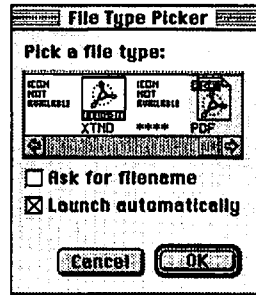 File Type Picker
Pick a file type:
ICON NOT AVAILABLE
ICON NOT AVAILABLE
XTND **** PDF
Ask for filename
Launch automatically
Cancel OK